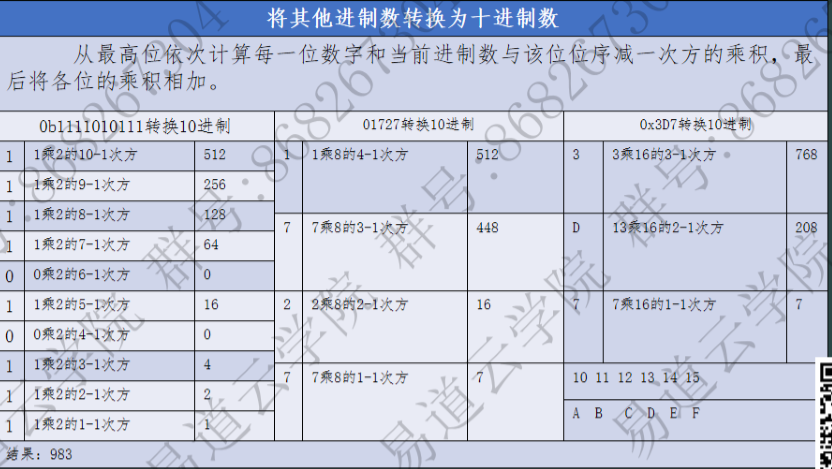 将其他进制数转换为十进制数
从最高位依次计算每一位数字和当前进制数与该位位序减一次方的乘积，最
后将各位的乘积相加。
0b1111010111转换10进制 01727转换10进制 0x3D7转换10进制
1 1乘2的10-1次方 512 1 1乘8的4-1次方 512 3 3乘16的3-1次方 768
1 1乘2的9-1次方 256
1 1乘2的8-1次方 128
1 1乘2的7-1次方 64 7 7乘8的3-1次方 448 D 13乘16的2-1次方 208
0 0乘2的6-1次方 0
1 1乘2的5-1次方 16 2 2乘8的2-1次方 16 7 7乘16的1-1次方 7
0 0乘2的4-1次方 0
1 1乘2的3-1次方 4 7 7乘8的1-1次方 7 10 11 12 13 14 15
1 1乘2的2-1次方 2 A B C D E F
1 1乘2的1-1次方 1
结果：983
易道云学院 群号:868267304
易道云学院 群号:868267304